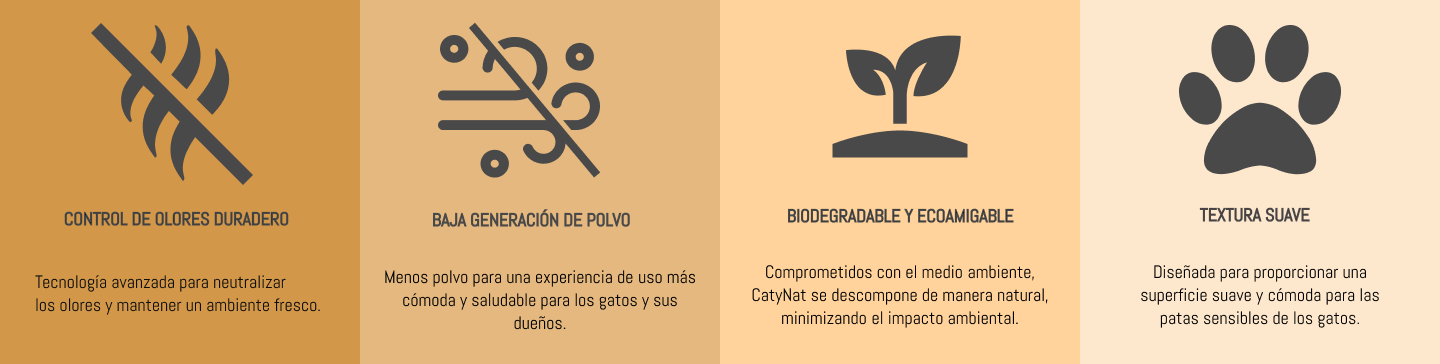 CONTROL DE OLORES DURADERO
Tecnología avanzada para neutralizar
los olores y mantener un ambiente fresco.
BAJA GENERACIÓN DE POLVO
Menos polvo para una experiencia de uso más
cómoda y saludable para los gatos y sus
dueños.
BIODEGRADABLE Y ECOAMIGABLE
Comprometidos con el medio ambiente,
CatyNat se descompone de manera natural,
minimizando el impacto ambiental.
TEXTURA SUAVE
Diseñada para proporcionar una
superficie suave y cómoda para las
patas sensibles de los gatos.